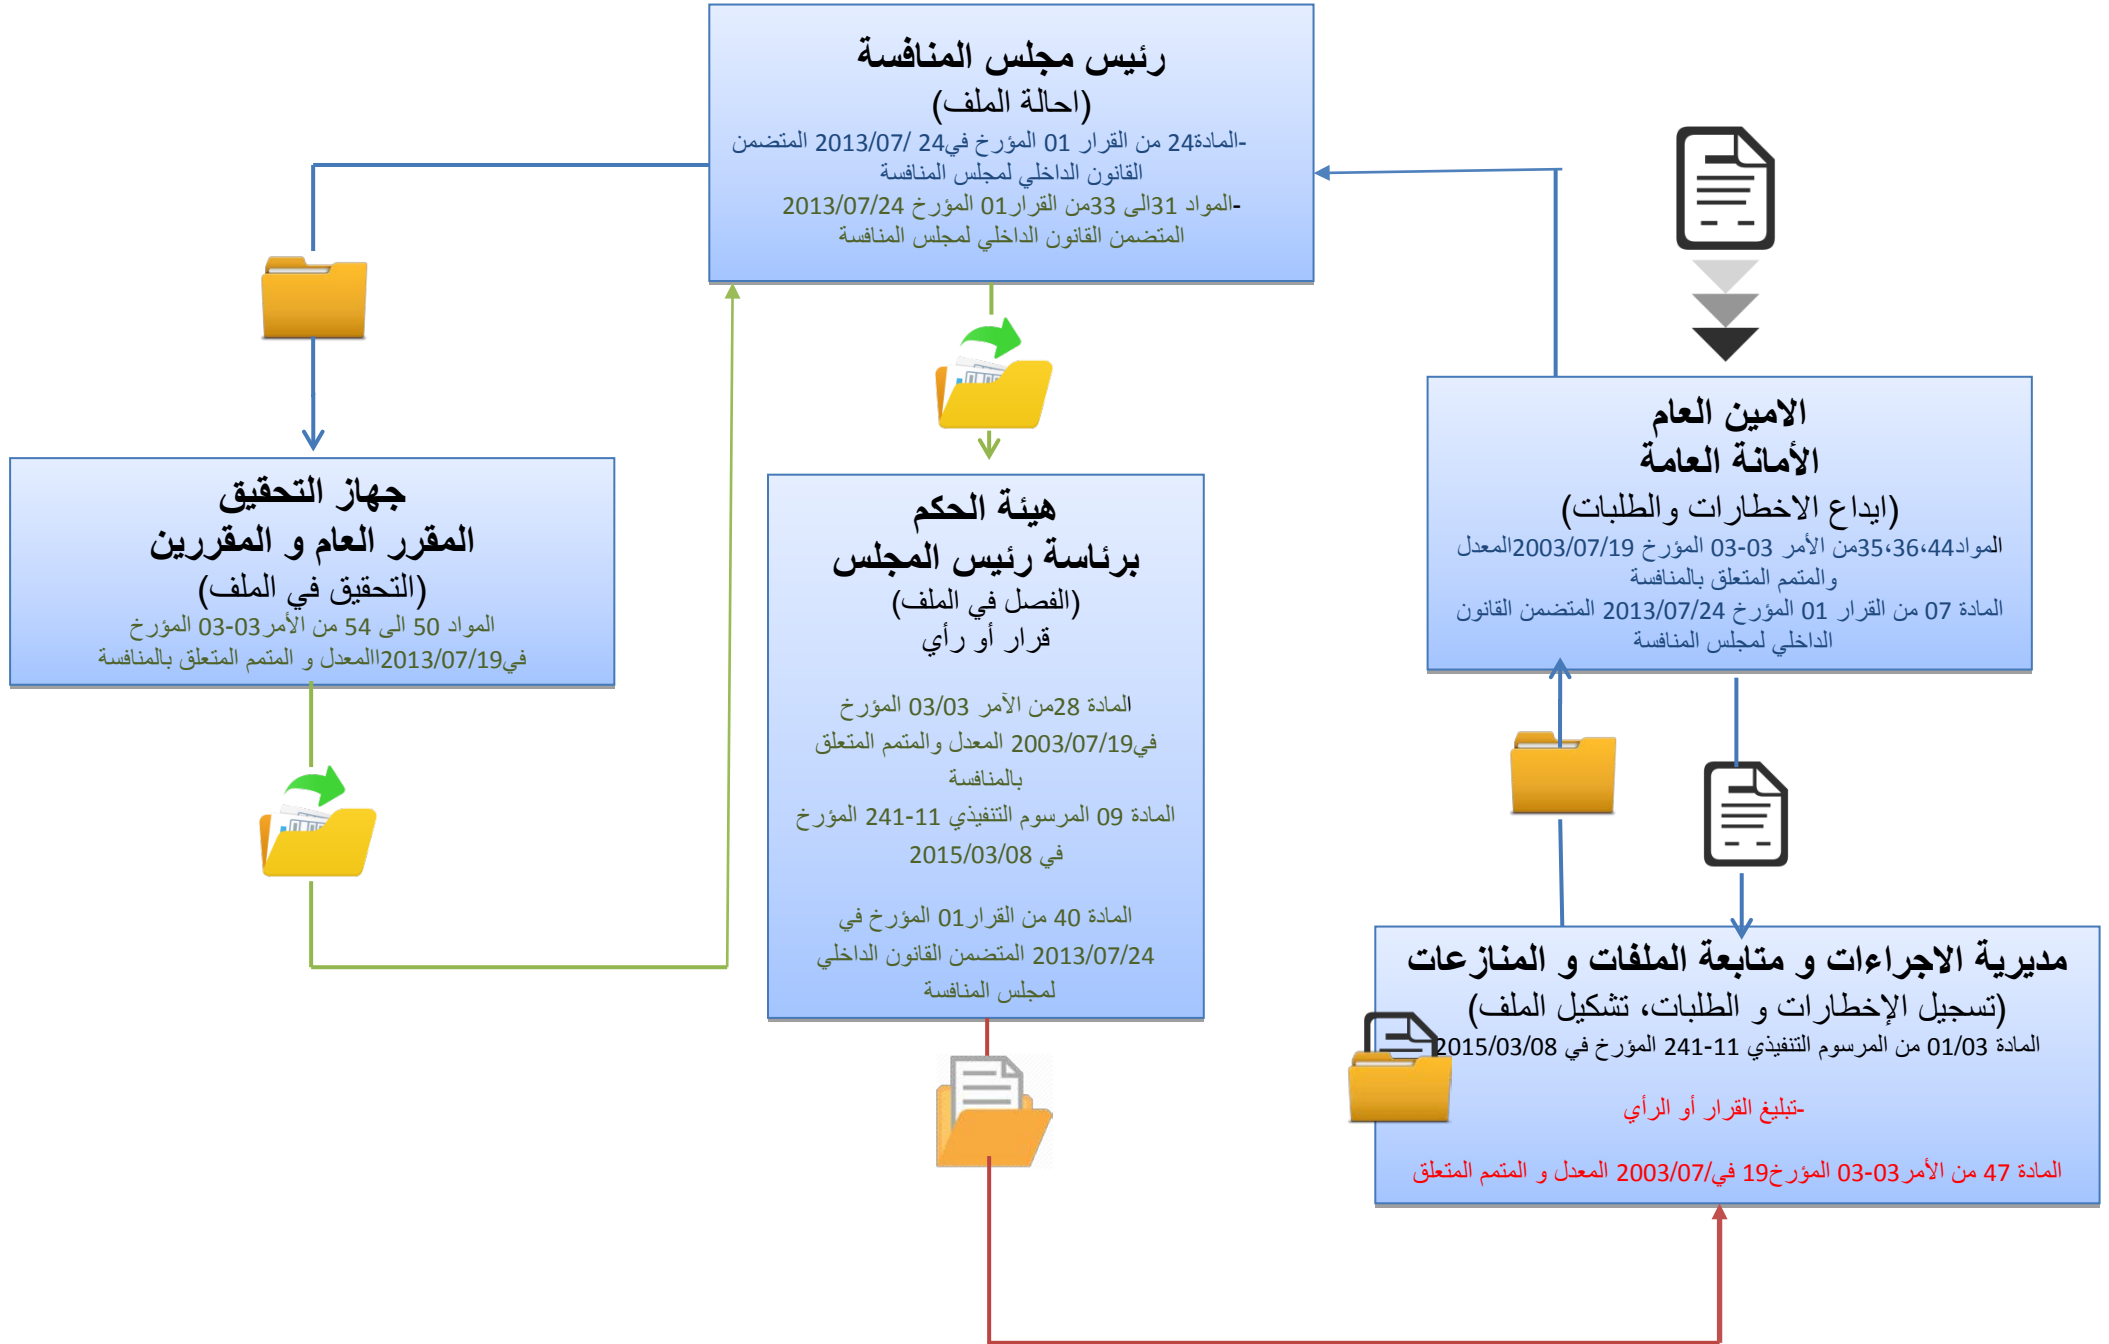 رئيس مجلس المنافسة
(احالة الملف)
-المادة24 من القرار 01 المؤرخ في24 /2013/07 المتضمن
القانون الداخلي لمجلس المنافسة
-المواد 31الى 33من القرار01 المؤرخ 2013/07/24
المتضمن القانون الداخلي لمجلس المنافسة
الامين العام
الأمانة العامة
(ايداع الاخطارات والطلبات)
المواد35،36،44من الأمر 03-03 المؤرخ 2003/07/19المعدل
والمتمم المتعلق بالمنافسة
المادة 07 من القرار 01 المؤرخ 2013/07/24 المتضمن القانون
الداخلي لمجلس المنافسة
جهاز التحقيق
المقرر العام و المقررين
(التحقيق في الملف)
المواد 50 الى 54 من الأمر03-03 المؤرخ
في2013/07/19االمعدل و المتمم المتعلق بالمنافسة
هيئة الحكم
برئاسة رئيس المجلس
(الفصل في الملف)
قرار أو رأي
المادة 28من الآمر 03/03 المؤرخ
في2003/07/19 المعدل والمتمم المتعلق
بالمنافسة
المادة 09 المرسوم التنفيذي 11-241 المؤرخ
في 2015/03/08
المادة 40 من القرار01 المؤرخ في
2013/07/24 المتضمن القانون الداخلي
لمجلس المنافسة
مديرية الاجراءات و متابعة الملفات و المنازعات
(تسجيل الإخطارات و الطلبات، تشكيل الملف)
المادة 01/03 من المرسوم التنفيذي 11-241 المؤرخ في 2015/03/08
-تبليغ القرار أو الرأي
المادة 47 من الأمر03-03 المؤرخ19 في/2003/07 المعدل و المتمم المتعلق